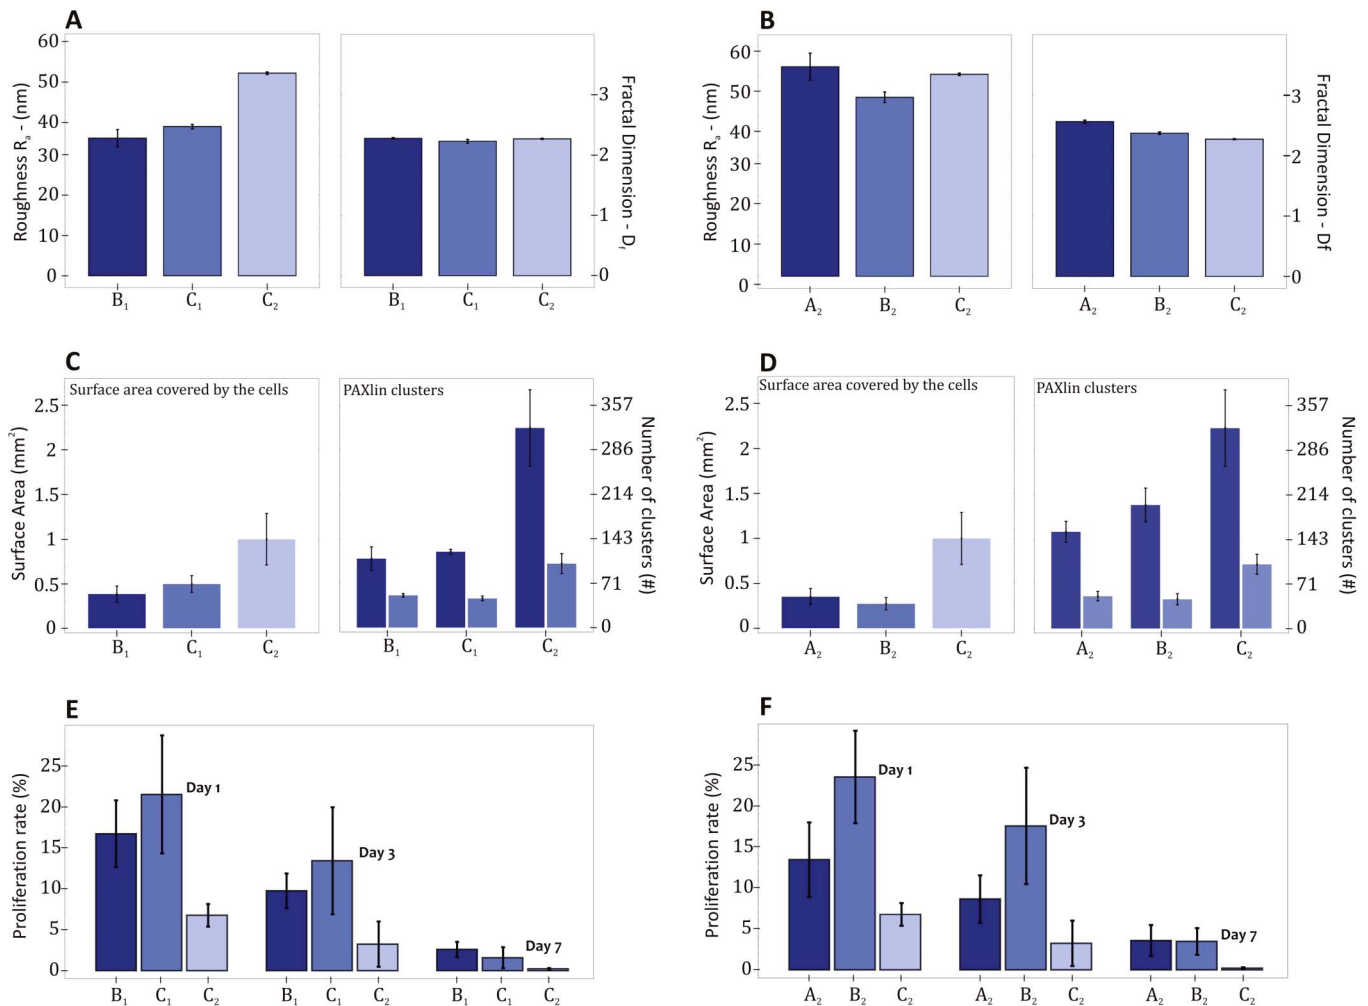 A
60
50
40
30
20
10
0
Roughness Rₐ - (nm)
B₁ C₁ C₂
3
2
1
0
Fractal Dimension - D_f
B₁ C₁ C₂
B
60
50
40
30
20
10
0
Roughness Rₐ - (nm)
A₂ B₂ C₂
3
2
1
0
Fractal Dimension - Df
A₂ B₂ C₂
C
Surface area covered by the cells
2.5
2
1
1
0.5
0
Surface Area (mm²)
B₁ C₁ C₂
PAXlin clusters
357
286
214
143
71
0
Number of clusters (#)
B₁ C₁ C₂
D
Surface area covered by the cells
2.5
2
1.5
1
0.5
0
Surface Area (mm²)
A₂ B₂ C₂
PAXlin clusters
357
286
214
143
71
0
Number of clusters (#)
A₂ B₂ C₂
E
25
20
15
10
5
0
Proliferation rate (%)
Day 1
Day 3
Day 7
B₁ C₁ C₂ B₁ C₁ C₂ B₁ C₁ C₂
F
25
20
15
10
5
0
Proliferation rate (%)
Day 1
Day 3
Day 7
A₂ B₂ C₂ A₂ B₂ C₂ A₂ B₂ C₂